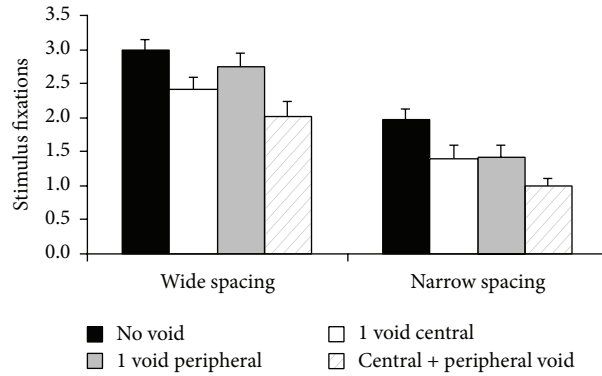 3.5
3.0
2.5
2.0
1.5
1.0
0.5
0.0
Stimulus fixations
Wide spacing
Narrow spacing
No void
1 void central
1 void peripheral
Central + peripheral void